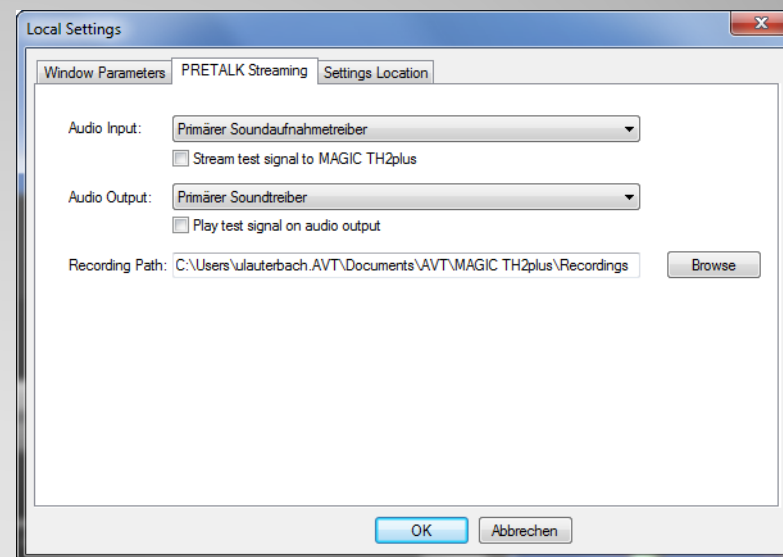 Local Settings
Window Parameters PRETALK Streaming Settings Location
Audio Input: Primärer Soundaufnahmetreiber
Stream test signal to MAGIC TH2plus
Audio Output: Primärer Soundtreiber
Play test signal on audio output
Recording Path: C:\Users\ulauterbach.AVT\Documents\AVT\MAGIC TH2plus\Recordings Browse
OK Abbrechen